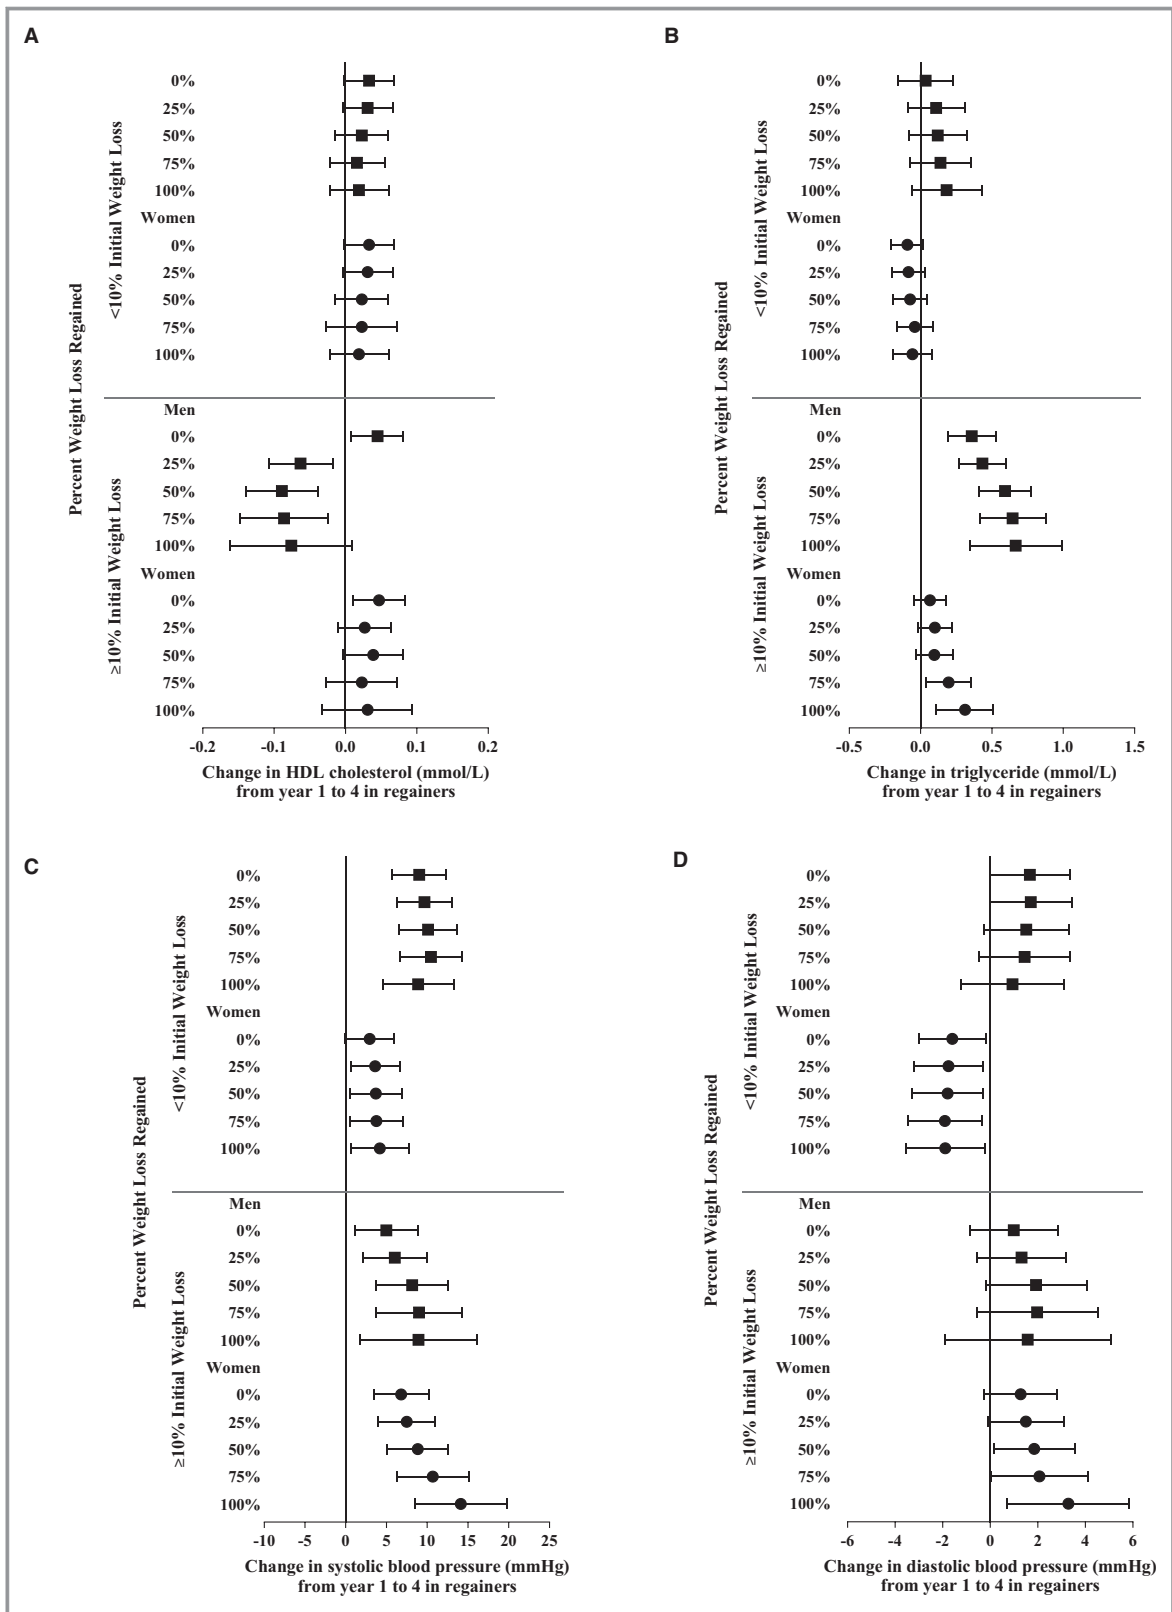 A
<10% Initial Weight Loss
0%
25%
50%
75%
100%
Women
0%
25%
50%
75%
100%
Percent Weight Loss Regained
≥10% Initial Weight Loss
Men
0%
25%
50%
75%
100%
Women
0%
25%
50%
75%
100%
-0.2 -0.1 0.0 0.1 0.2
Change in HDL cholesterol (mmol/L)
from year 1 to 4 in regainers
B
<10% Initial Weight Loss
0%
25%
50%
75%
100%
Women
0%
25%
50%
75%
100%
Percent Weight Loss Regained
≥10% Initial Weight Loss
Men
0%
25%
50%
75%
100%
Women
0%
25%
50%
75%
100%
-0.5 0.0 0.5 1.0 1.5
Change in triglyceride (mmol/L)
from year 1 to 4 in regainers
C
<10% Initial Weight Loss
0%
25%
50%
75%
100%
Women
0%
25%
50%
75%
100%
Percent Weight Loss Regained
≥10% Initial Weight Loss
Men
0%
25%
50%
75%
100%
Women
0%
25%
50%
75%
100%
-10 -5 0 5 10 15 20 25
Change in systolic blood pressure (mmHg)
from year 1 to 4 in regainers
D
<10% Initial Weight Loss
0%
25%
50%
75%
100%
Women
0%
25%
50%
75%
100%
Percent Weight Loss Regained
≥10% Initial Weight Loss
Men
0%
25%
50%
75%
100%
Women
0%
25%
50%
75%
100%
-6 -4 -2 0 2 4 6
Change in diastolic blood pressure (mmHg)
from year 1 to 4 in regainers